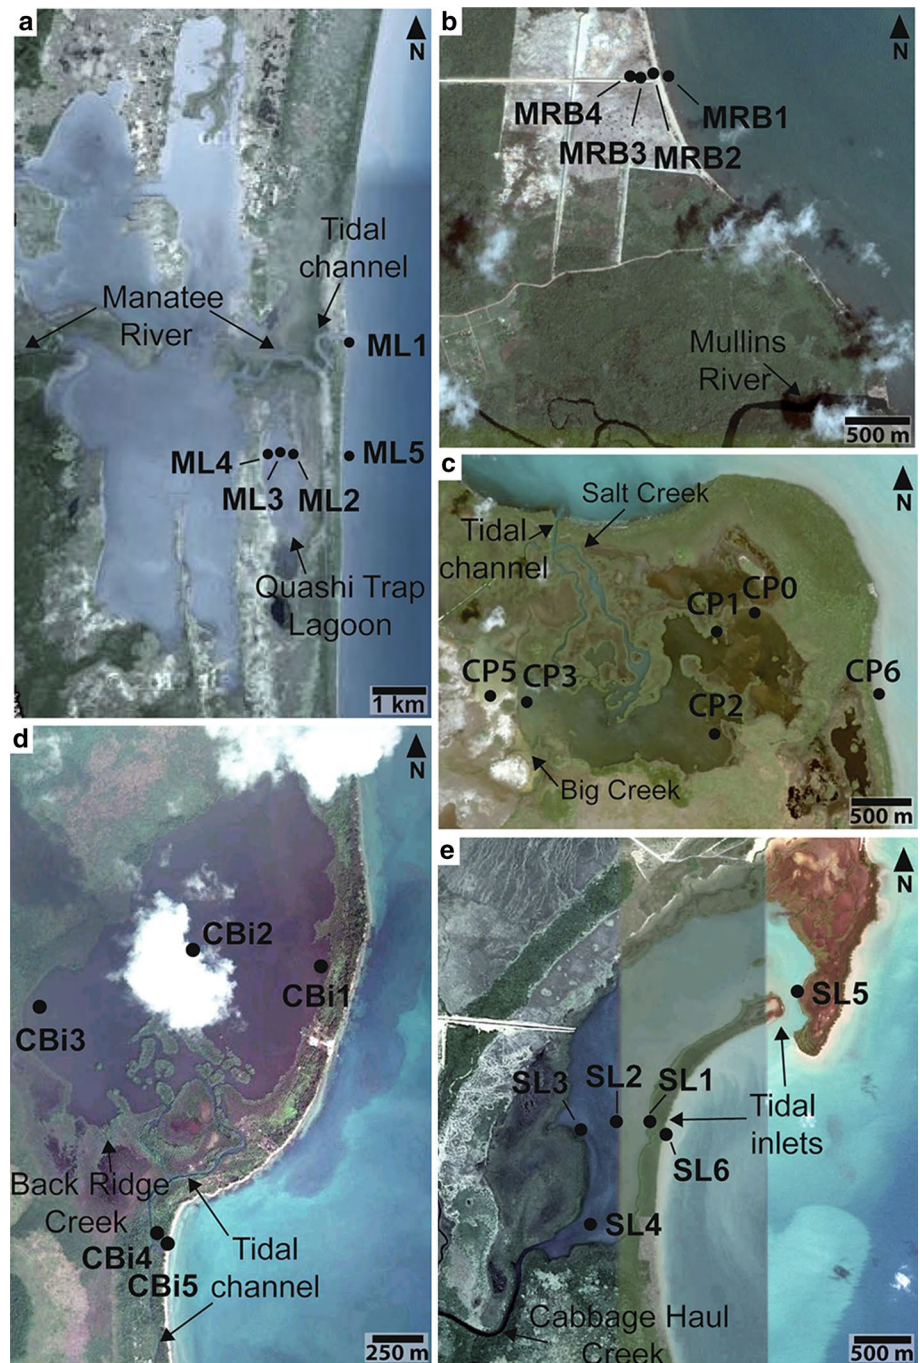 a
N
Tidal
channel
Manatee
River
ML1
ML4
ML5
ML3
ML2
Quashi Trap
Lagoon
1 km
b
N
MRB4
MRB1
MRB3
MRB2
Mullins
River
500 m
c
N
Salt Creek
Tidal
channel
CP0
CP1
CP5
CP3
CP6
CP2
Big Creek
500 m
d
N
CBi2
CBi1
CBi3
Back Ridge
Creek
CBi4
Tidal
CBi5
channel
250 m
e
N
SL5
SL3
SL2
SL1
Tidal
inlets
SL6
SL4
Cabbage Haul
Creek
500 m